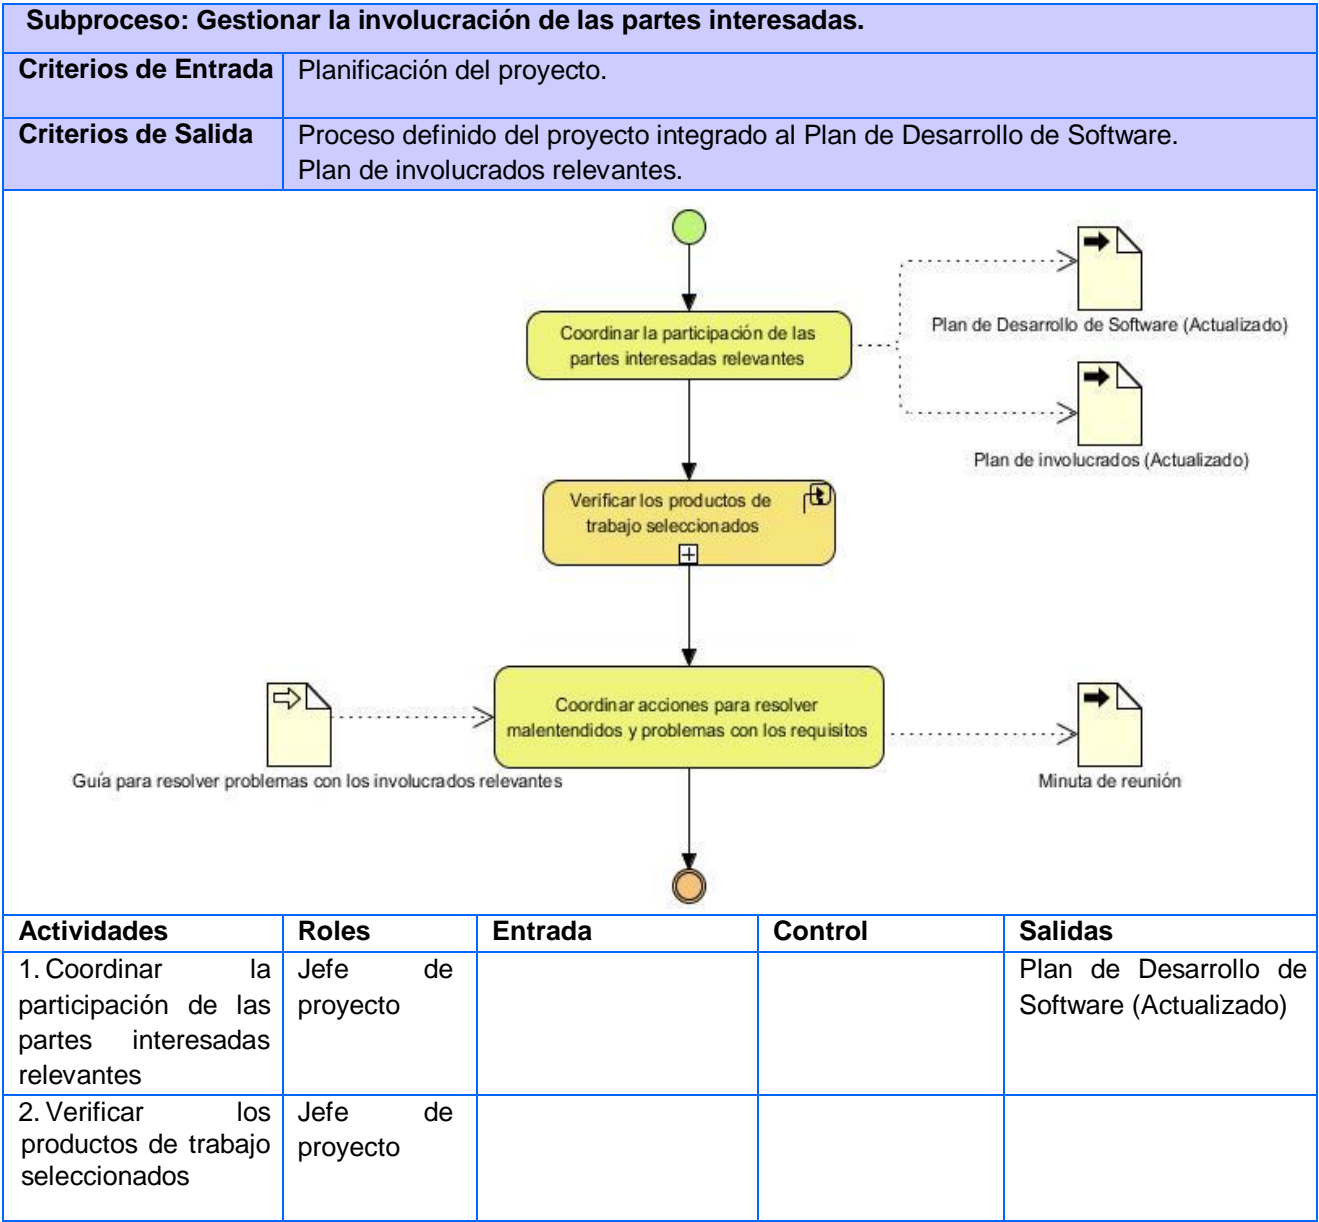 Subproceso: Gestionar la involucración de las partes interesadas.
Criterios de Entrada
Planificación del proyecto.
Criterios de Salida
Proceso definido del proyecto integrado al Plan de Desarrollo de Software.
Plan de involucrados relevantes.
Coordinar la participación de las
partes interesadas relevantes
Plan de Desarrollo de Software (Actualizado)
Plan de involucrados (Actualizado)
Verificar los productos de
trabajo seleccionados
Coordinar acciones para resolver
malentendidos y problemas con los requisitos
Guía para resolver problemas con los involucrados relevantes
Minuta de reunión
Actividades
Roles
Entrada
Control
Salidas
1. Coordinar la
participación de las
partes interesadas
relevantes
Jefe de
proyecto
Plan de Desarrollo de
Software (Actualizado)
2. Verificar los
productos de trabajo
seleccionados
Jefe de
proyecto